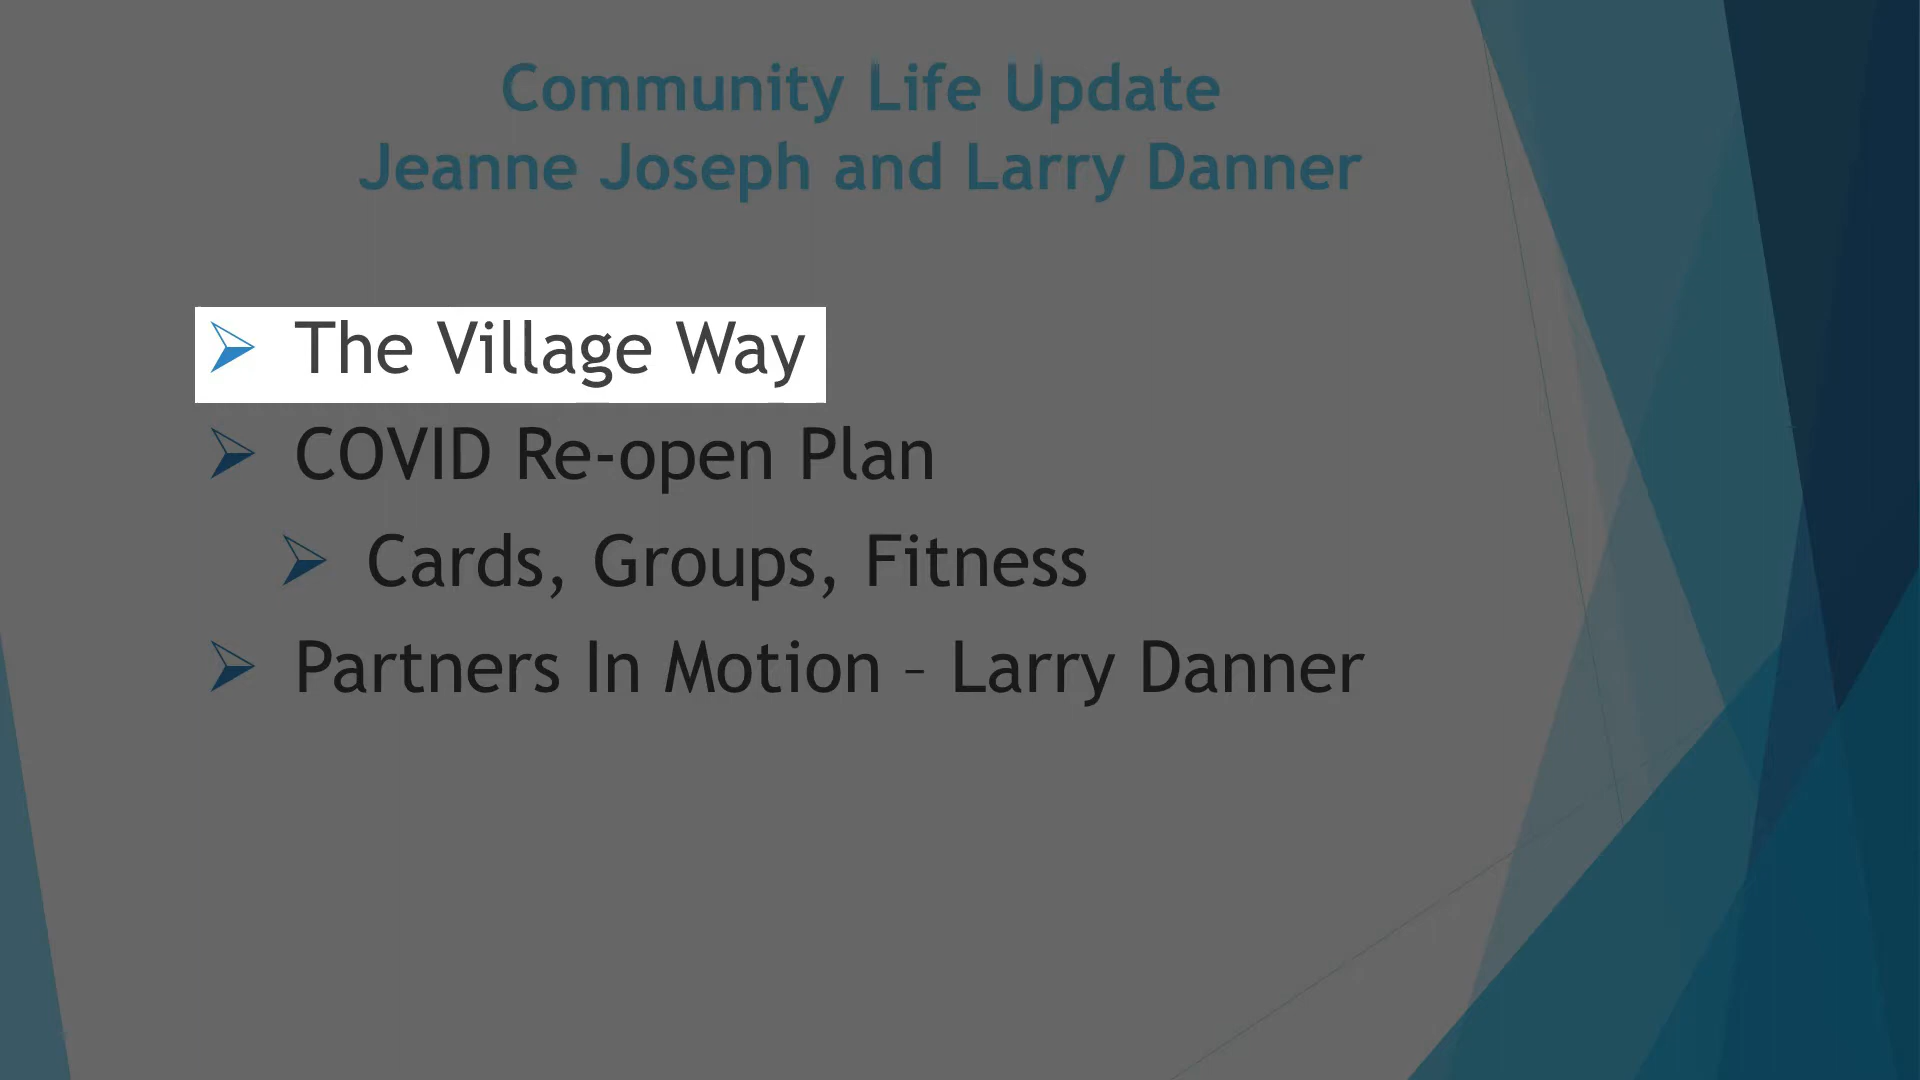 Community Life Update
Jeanne Joseph and Larry Danner
The Village Way
COVID Re-open Plan
Cards, Groups, Fitness
Partners In Motion – Larry Danner